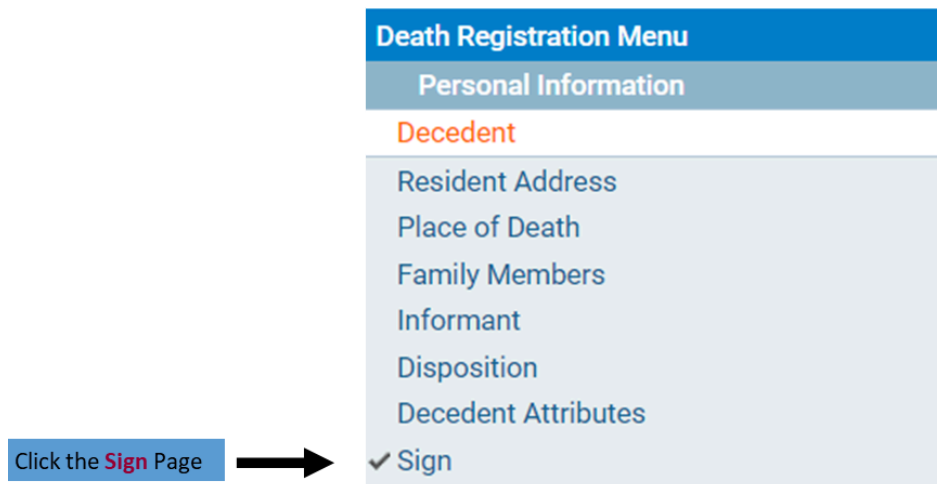 Death Registration Menu
Personal Information
Decedent
Resident Address
Place of Death
Family Members
Informant
Disposition
Decedent Attributes
Click the Sign Page
Sign